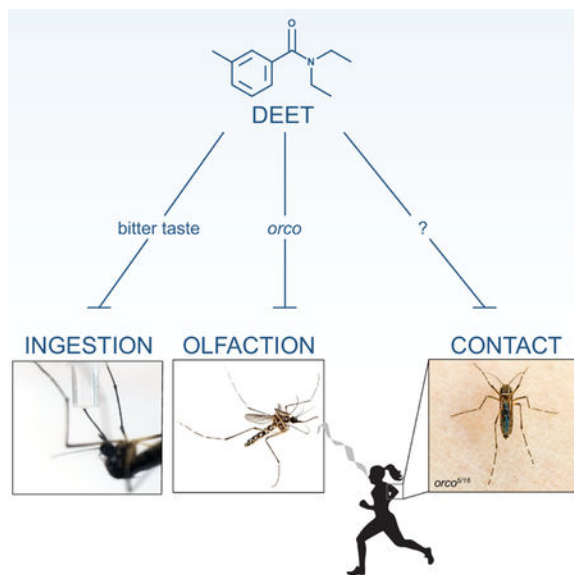 O
N
DEET
bitter taste
orco
?
INGESTION
OLFACTION
CONTACT
orco5/16